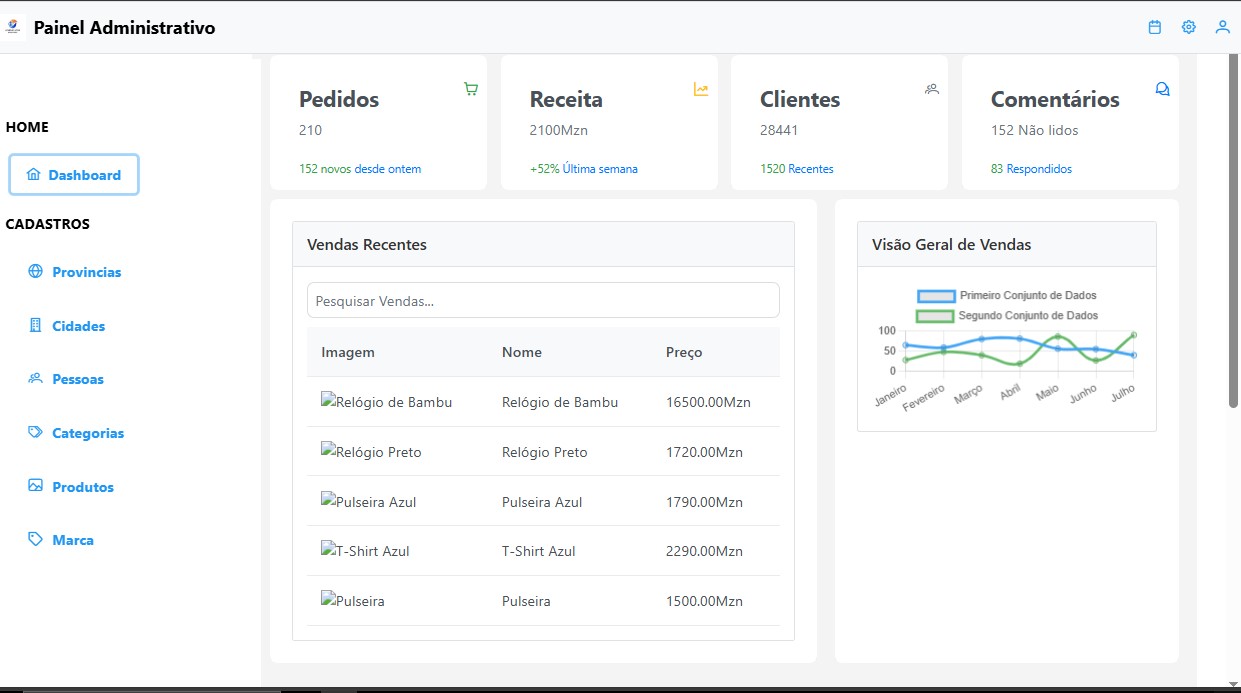 Painel Administrativo
HOME
Dashboard
CADASTROS
Provincias
Cidades
Pessoas
Categorias
Produtos
Marca
Pedidos
210
152 novos desde ontem
Receita
2100Mzn
+52% Última semana
Clientes
28441
1520 Recentes
Comentários
152 Não lidos
83 Respondidos
Vendas Recentes
Pesquisar Vendas...
Imagem Nome Preço
Relógio de Bambu Relógio de Bambu 16500.00Mzn
Relógio Preto Relógio Preto 1720.00Mzn
Pulseira Azul Pulseira Azul 1790.00Mzn
T-Shirt Azul T-Shirt Azul 2290.00Mzn
Pulseira Pulseira 1500.00Mzn
Visão Geral de Vendas
Primeiro Conjunto de Dados
Segundo Conjunto de Dados
100
50
0
Janeiro Fevereiro Março Abril Maio Junho Julho